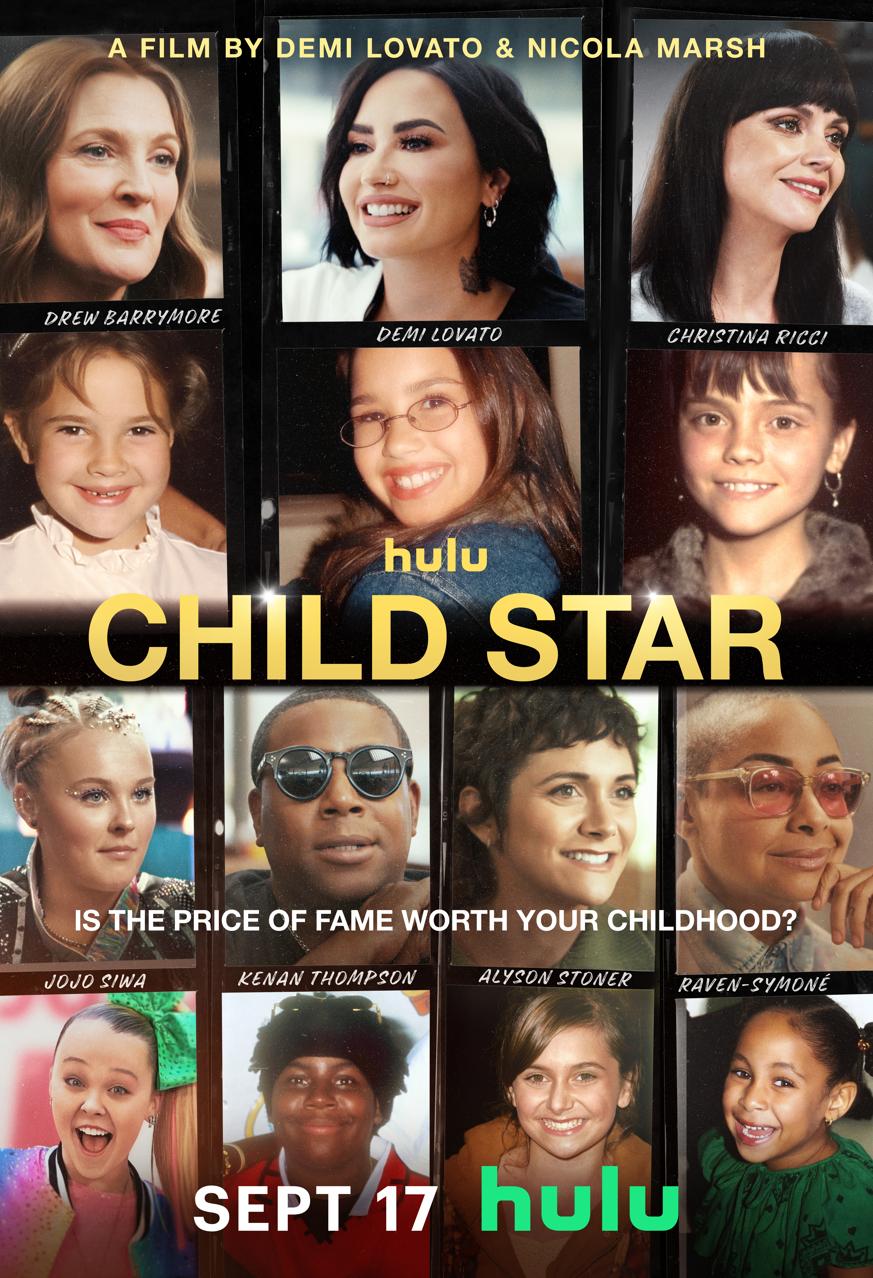 A FILM BY DEMI LOVATO & NICOLA MARSH
DREW BARRYMORE
DEMI LOVATO
CHRISTINA RICCI
hulu
CHILD STAR
IS THE PRICE OF FAME WORTH YOUR CHILDHOOD?
JOJO SIWA
KENAN THOMPSON
ALYSON STONER
RAVEN-SYMONÉ
SEPT 17 hulu